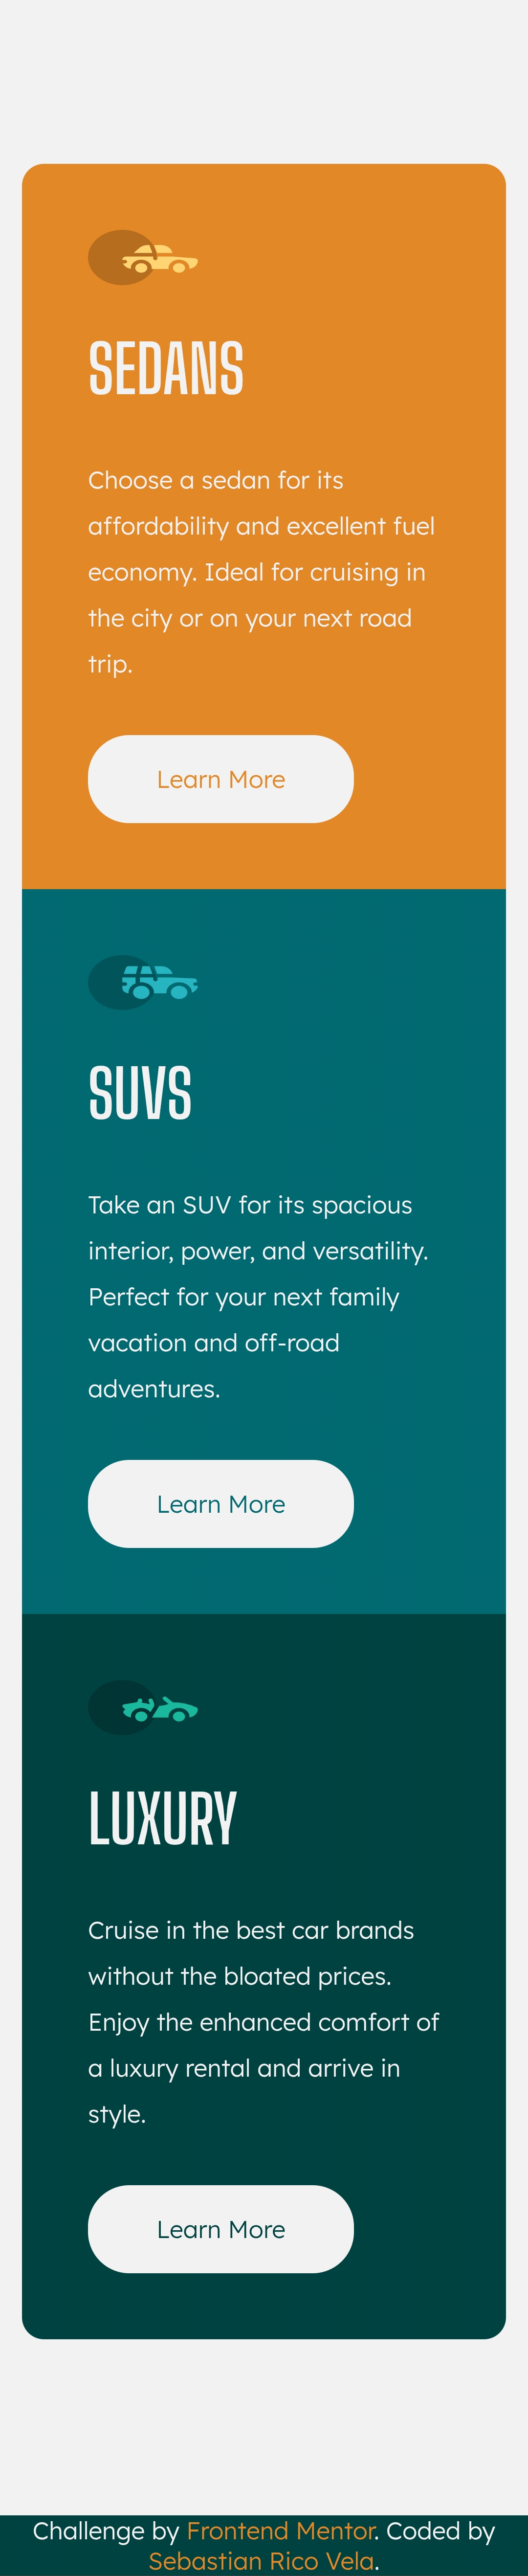 SEDANS
Choose a sedan for its
affordability and excellent fuel
economy. Ideal for cruising in
the city or on your next road
trip.
Learn More
SUVS
Take an SUV for its spacious
interior, power, and versatility.
Perfect for your next family
vacation and off-road
adventures.
Learn More
LUXURY
Cruise in the best car brands
without the bloated prices.
Enjoy the enhanced comfort of
a luxury rental and arrive in
style.
Learn More
Challenge by Frontend Mentor. Coded by
Sebastian Rico Vela.